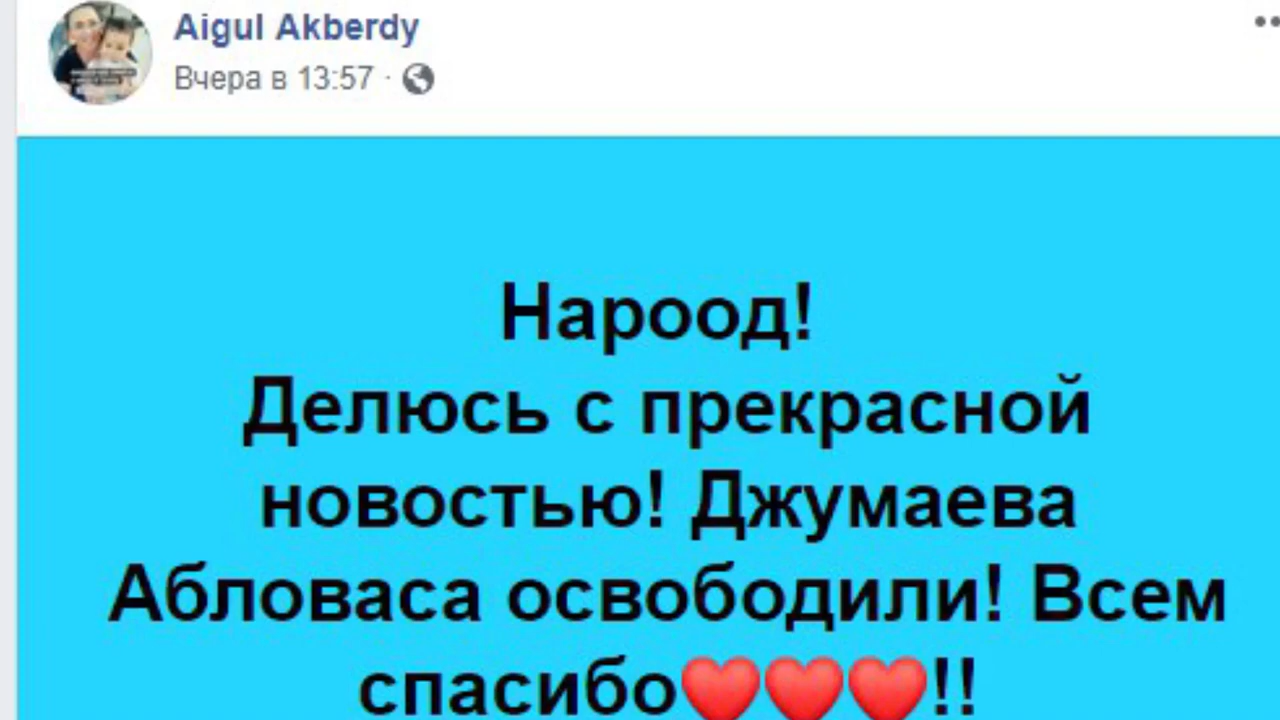 Aigul Akberdy
Вчера в 13:57 ·
Нароод!
Делюсь с прекрасной
новостью! Джумаева
Абловаса освободили! Всем
спасибо❤️❤️❤️!!